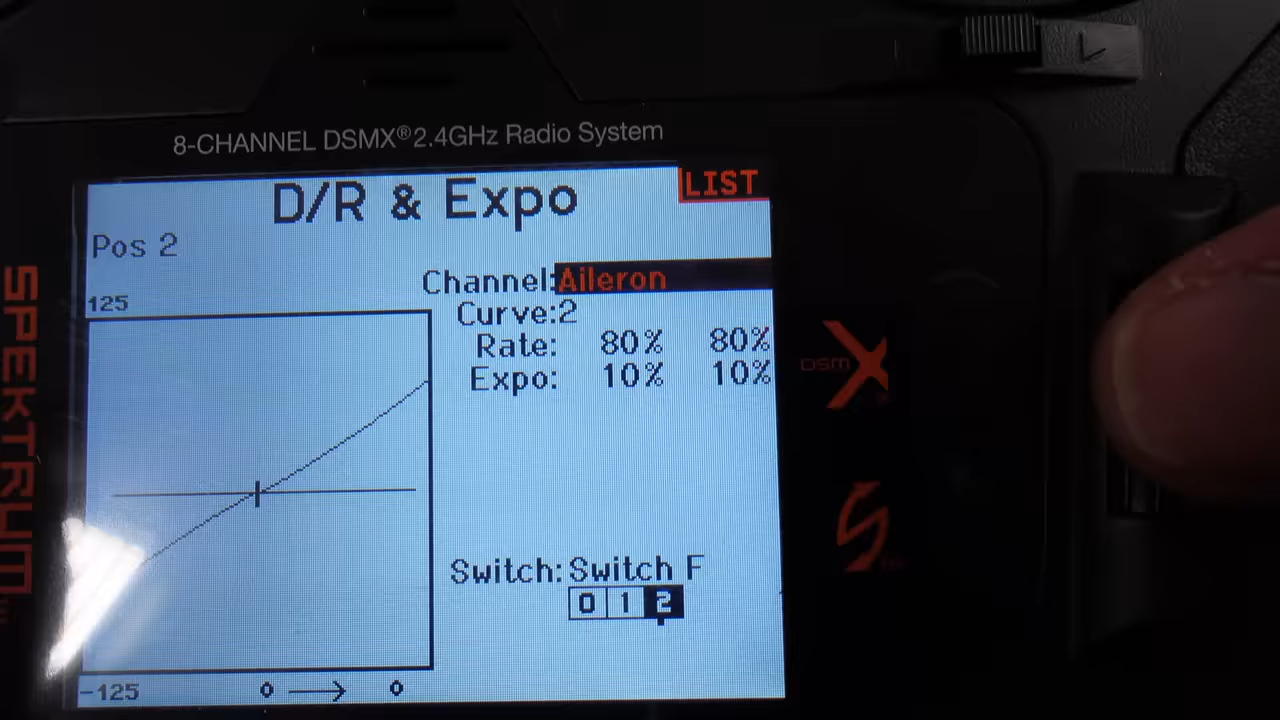 8-CHANNEL DSMX® 2.4GHz Radio System
D/R & Expo
LIST
Pos 2
Channel:Aileron
125
Curve:2
Rate: 80% 80%
Expo: 10% 10%
Switch:Switch F
0 1 2
-125
0 → 0
SPEKTRUM
DSM X